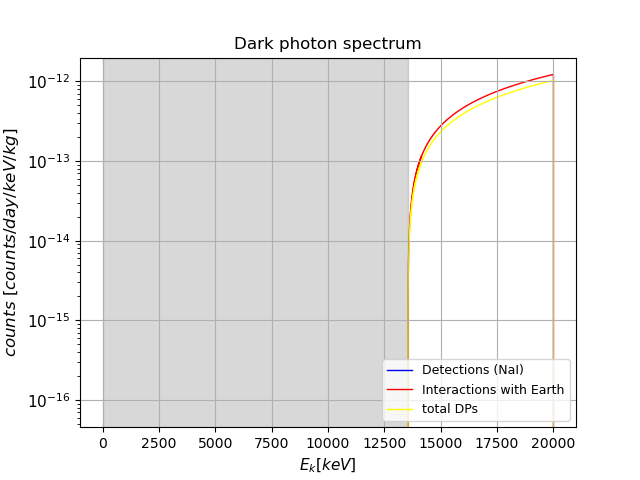 Dark photon spectrum
counts [counts/day/keV/kg]
10⁻¹²
10⁻¹³
10⁻¹⁴
10⁻¹⁵
10⁻¹⁶
Detections (NaI)
Interactions with Earth
total DPs
0 2500 5000 7500 10000 12500 15000 17500 20000
Eₖ[keV]